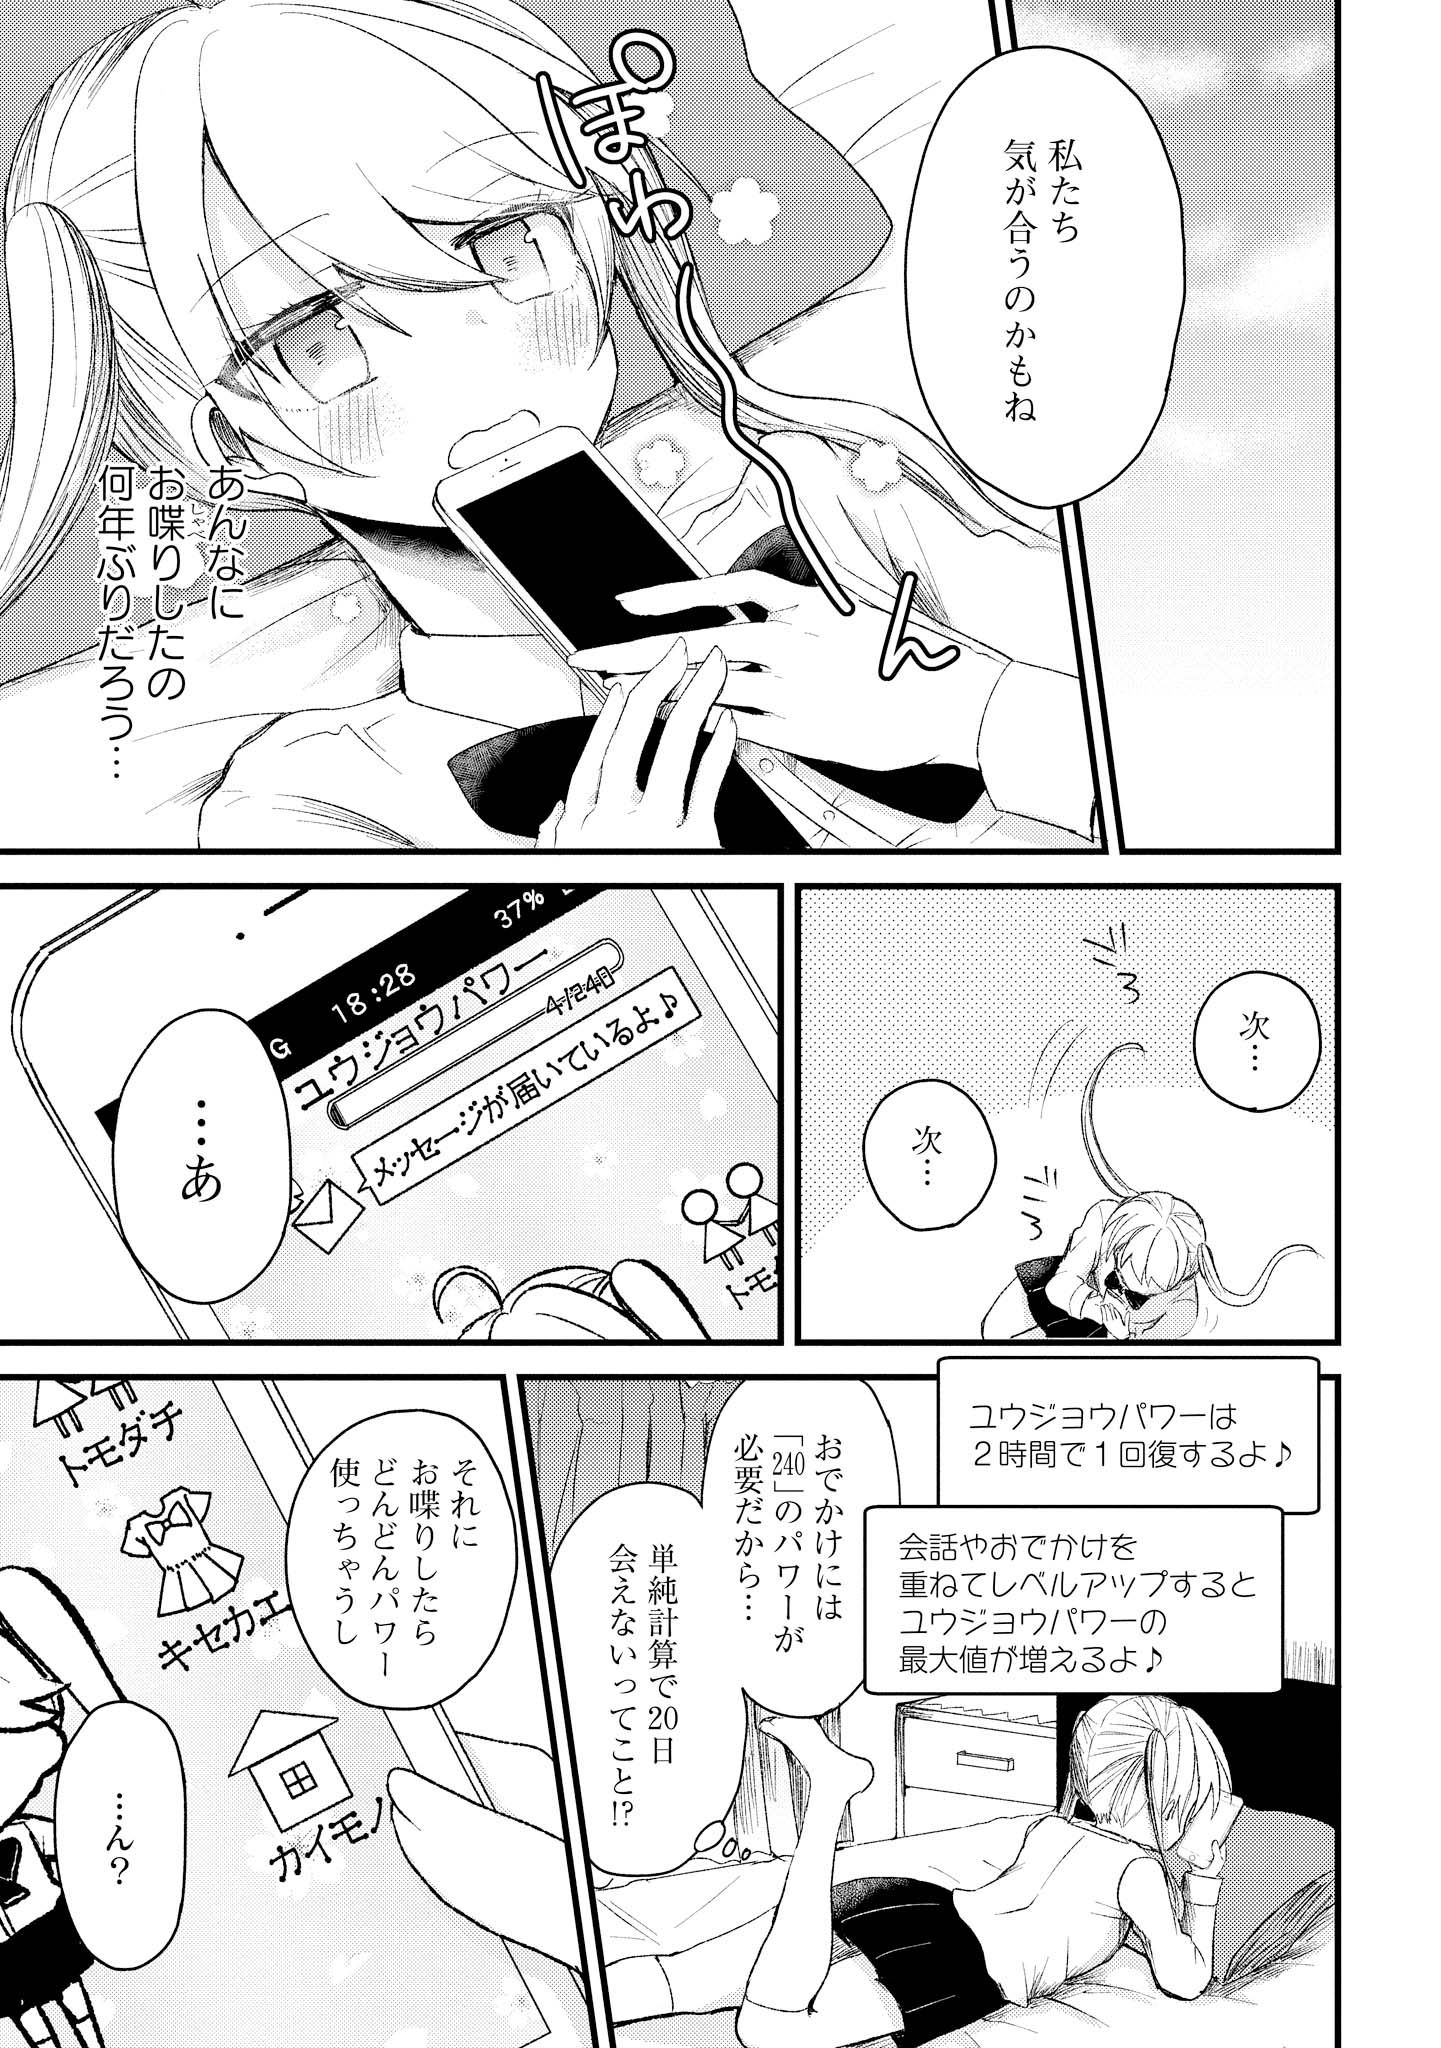 私たち
気が合うのかもね
ぽわ〜ん
あんなに
お喋りしたの
しゃべ
何年ぶりだろう…
次…
次…
G
18:28
37%
ユウジョウパワー
4/240
メッセージが届いているよ♪
トモ
…あ
ユウジョウパワーは
2時間で1回復するよ♪
会話やおでかけを
重ねてレベルアップすると
ユウジョウパワーの
最大値が増えるよ♪
おでかけには
「240」のパワーが
必要だから…
単純計算で20日
会えないってこと!?
それに
お喋りしたら
どんどんパワー
使っちゃうし
トモダチ
キセカエ
カイモノ
…ん?